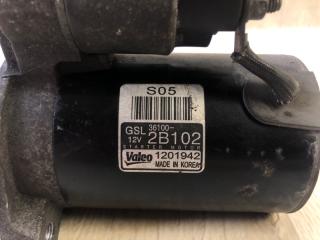 S05
GSL 36100-
12V 2B102
STARTER MOTOR
Valeo 1201942
MADE IN KOREA